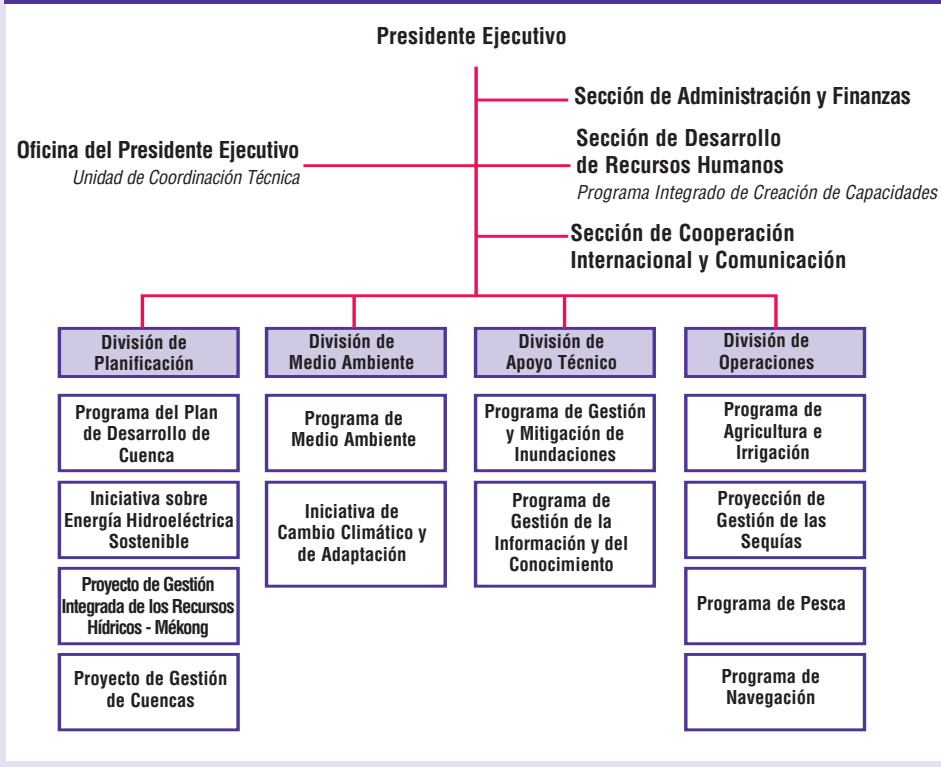 Presidente Ejecutivo
Sección de Administración y Finanzas
Oficina del Presidente Ejecutivo
Unidad de Coordinación Técnica
Sección de Desarrollo
de Recursos Humanos
Programa Integrado de Creación de Capacidades
Sección de Cooperación
Internacional y Comunicación
División de
Planificación
Programa del Plan
de Desarrollo de
Cuenca
Iniciativa sobre
Energía Hidroeléctrica
Sostenible
Proyecto de Gestión
Integrada de los Recursos
Hídricos - Mékong
Proyecto de Gestión
de Cuencas
División de
Medio Ambiente
Programa de
Medio Ambiente
Iniciativa de
Cambio Climático y
de Adaptación
División de
Apoyo Técnico
Programa de Gestión
y Mitigación de
Inundaciones
Programa de
Gestión de la
Información y del
Conocimiento
División de
Operaciones
Programa de
Agricultura e
Irrigación
Proyección de
Gestión de las
Sequías
Programa de Pesca
Programa de
Navegación